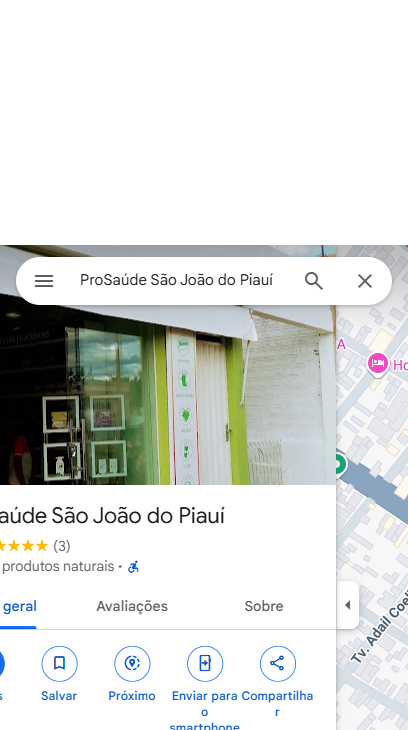 ProSaúde São João do Piauí
A
Ho
aúde São João do Piauí
(3)
produtos naturais ·
geral
Avaliações
Sobre
s
Salvar
Próximo
Enviar para
o
smartphone
Compartilha
r
Tv. Adail Coel